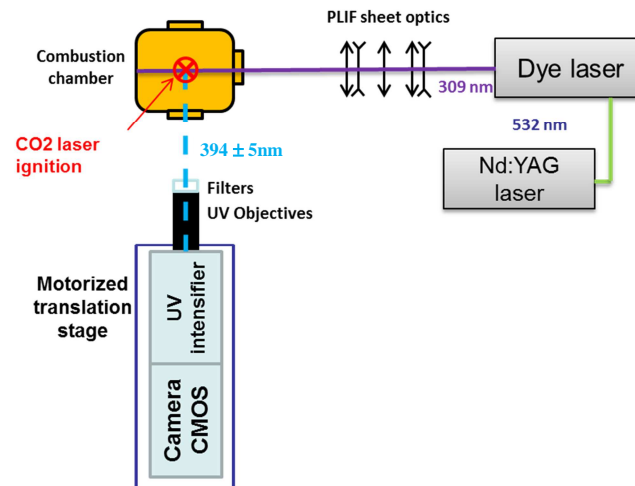 PLIF sheet optics
Combustion
chamber
Dye laser
309 nm
532 nm
CO2 laser
ignition
394 ± 5nm
Nd:YAG
laser
Filters
UV Objectives
Motorized
translation
stage
UV
intensifier
Camera
CMOS